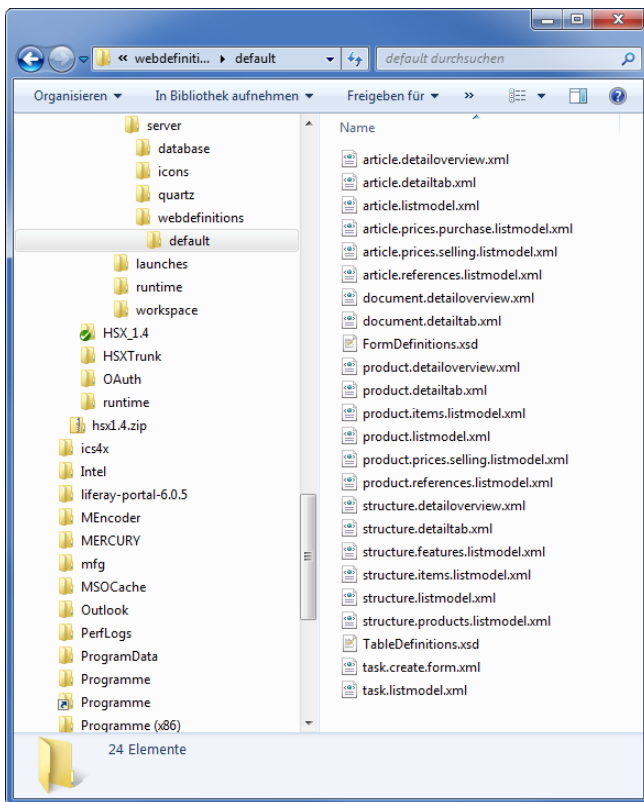 « webdefiniti... ▸ default
default durchsuchen
Organisieren In Bibliothek aufnehmen Freigeben für »
server
database
icons
quartz
webdefinitions
default
launches
runtime
workspace
HSX_1.4
HSXTrunk
OAuth
runtime
hsx1.4.zip
ics4x
Intel
liferay-portal-6.0.5
MEncoder
MERCURY
mfg
MSOCache
Outlook
PerfLogs
ProgramData
Programme
Programme
Programme (x86)
Name
article.detailoverview.xml
article.detailtab.xml
article.listmodel.xml
article.prices.purchase.listmodel.xml
article.prices.selling.listmodel.xml
article.references.listmodel.xml
document.detailoverview.xml
document.detailtab.xml
FormDefinitions.xsd
product.detailoverview.xml
product.detailtab.xml
product.items.listmodel.xml
product.listmodel.xml
product.prices.selling.listmodel.xml
product.references.listmodel.xml
structure.detailoverview.xml
structure.detailtab.xml
structure.features.listmodel.xml
structure.items.listmodel.xml
structure.listmodel.xml
structure.products.listmodel.xml
TableDefinitions.xsd
task.create.form.xml
task.listmodel.xml
24 Elemente